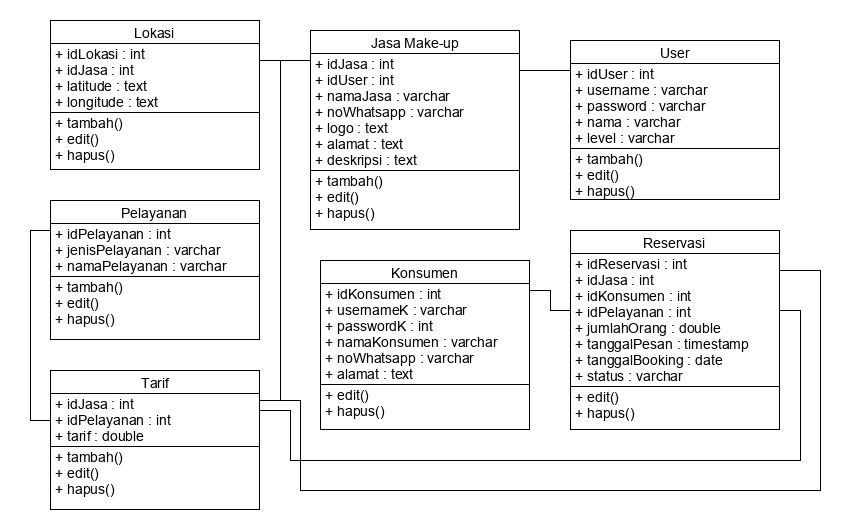 Lokasi
+ idLokasi : int
+ idJasa : int
+ latitude : text
+ longitude : text
+ tambah()
+ edit()
+ hapus()
Jasa Make-up
+ idJasa : int
+ idUser : int
+ namaJasa : varchar
+ noWhatsapp : varchar
+ logo : text
+ alamat : text
+ deskripsi : text
+ tambah()
+ edit()
+ hapus()
User
+ idUser : int
+ username : varchar
+ password : varchar
+ nama : varchar
+ level : varchar
+ tambah()
+ edit()
+ hapus()
Pelayanan
+ idPelayanan : int
+ jenisPelayanan : varchar
+ namaPelayanan : varchar
+ tambah()
+ edit()
+ hapus()
Konsumen
+ idKonsumen : int
+ usernameK : varchar
+ passwordK : int
+ namaKonsumen : varchar
+ noWhatsapp : varchar
+ alamat : text
+ edit()
+ hapus()
Reservasi
+ idReservasi : int
+ idJasa : int
+ idKonsumen : int
+ idPelayanan : int
+ jumlahOrang : double
+ tanggalPesan : timestamp
+ tanggalBooking : date
+ status : varchar
+ edit()
+ hapus()
Tarif
+ idJasa : int
+ idPelayanan : int
+ tarif : double
+ tambah()
+ edit()
+ hapus()